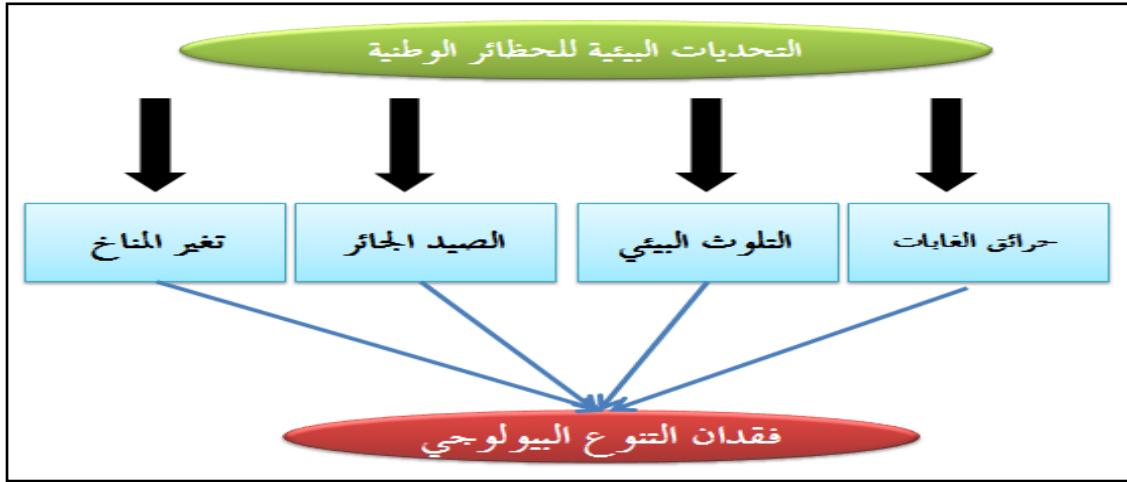 التحديات البيئية للحظائر الوطنية
حرائق الغابات
التلوث البيئي
الصيد الجائر
تغير المناخ
فقدان التنوع البيولوجي